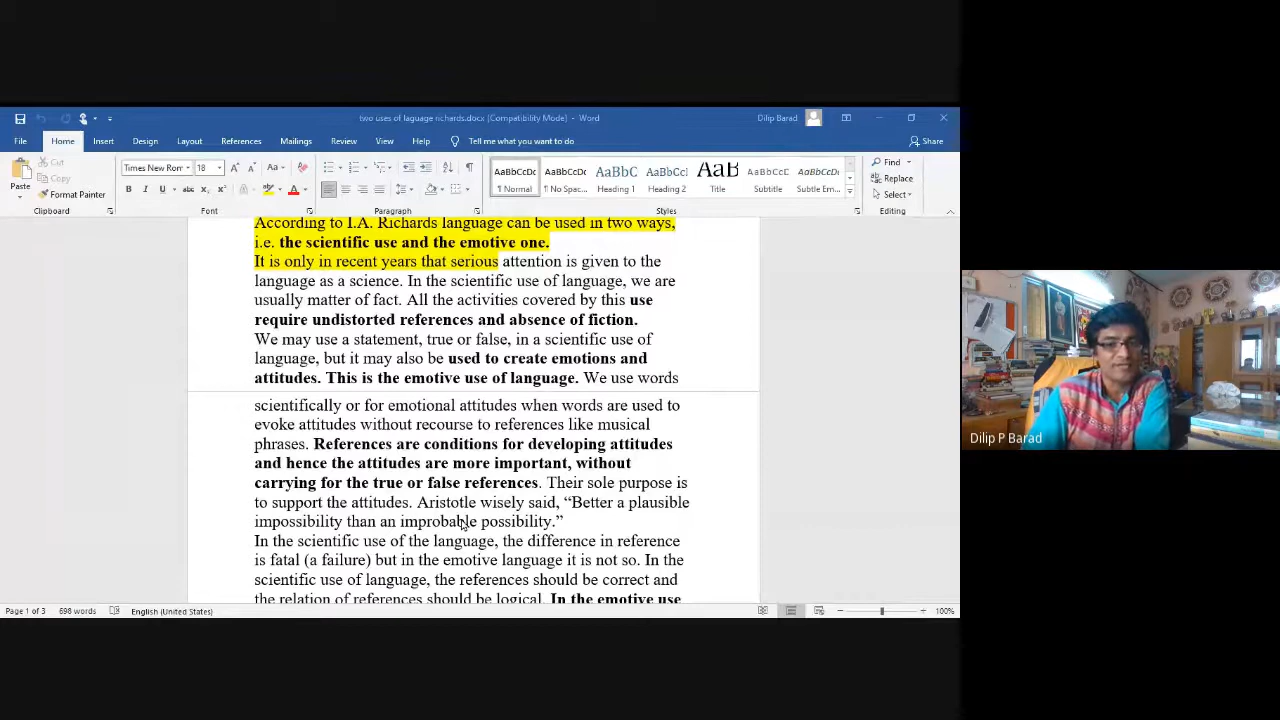 two uses of laguage richards.docx [Compatibility Mode] - Word
Dilip Barad
File Home Insert Design Layout References Mailings Review View Help Tell me what you want to do Share
Paste
Cut
Copy
Format Painter
Clipboard
Times New Rom 18
Font
Paragraph
AaBbCcDc AaBbCcDc AaBbC AaBbCc AaB AaBbCcD AaBbCcDc
¶ Normal ¶ No Spac... Heading 1 Heading 2 Title Subtitle Subtle Em...
Styles
Find
Replace
Select
Editing
According to I.A. Richards language can be used in two ways,
i.e. the scientific use and the emotive one.
It is only in recent years that serious attention is given to the
language as a science. In the scientific use of language, we are
usually matter of fact. All the activities covered by this use
require undistorted references and absence of fiction.
We may use a statement, true or false, in a scientific use of
language, but it may also be used to create emotions and
attitudes. This is the emotive use of language. We use words
scientifically or for emotional attitudes when words are used to
evoke attitudes without recourse to references like musical
phrases. References are conditions for developing attitudes
and hence the attitudes are more important, without
carrying for the true or false references. Their sole purpose is
to support the attitudes. Aristotle wisely said, “Better a plausible
impossibility than an improbable possibility.”
In the scientific use of the language, the difference in reference
is fatal (a failure) but in the emotive language it is not so. In the
scientific use of language, the references should be correct and
the relation of references should be logical. In the emotive use
Page 1 of 3 698 words English (United States) 100%
Dilip P Barad